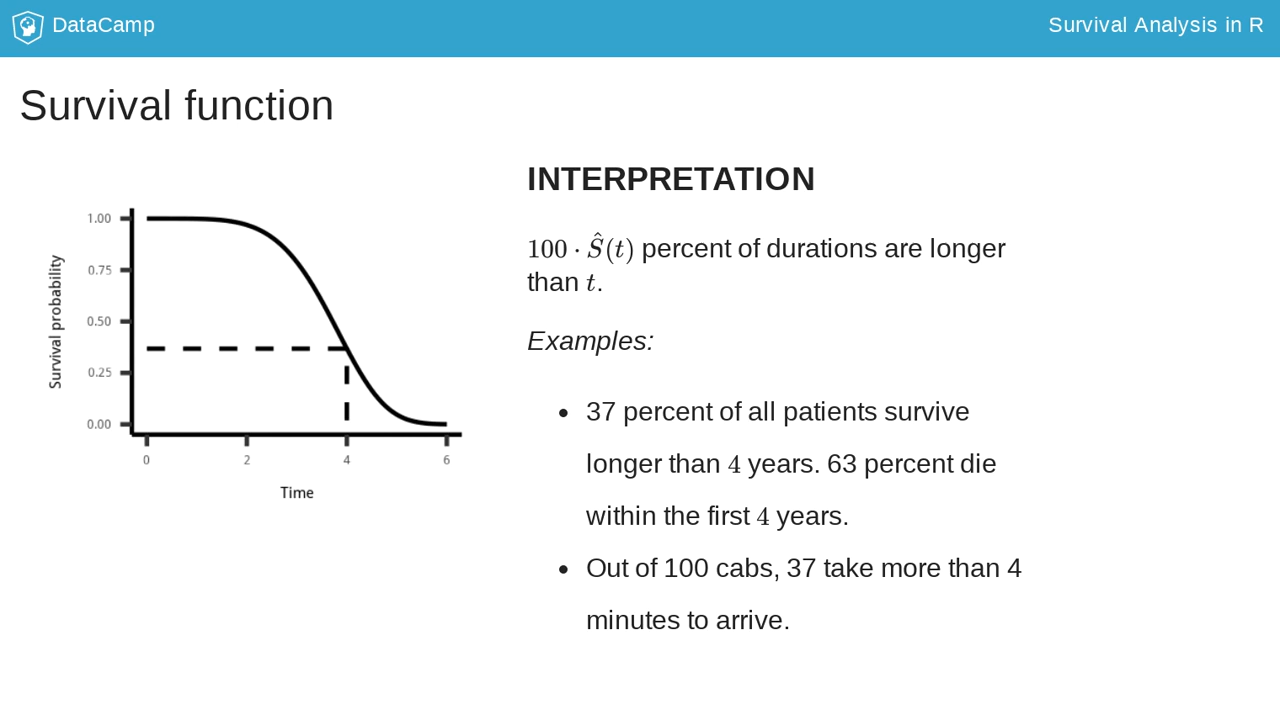 DataCamp
Survival Analysis in R
Survival function
INTERPRETATION
100 · Ŝ(t) percent of durations are longer
than t.
Examples:
• 37 percent of all patients survive
longer than 4 years. 63 percent die
within the first 4 years.
• Out of 100 cabs, 37 take more than 4
minutes to arrive.
Survival probability
1.00
0.75
0.50
0.25
0.00
0 2 4 6
Time